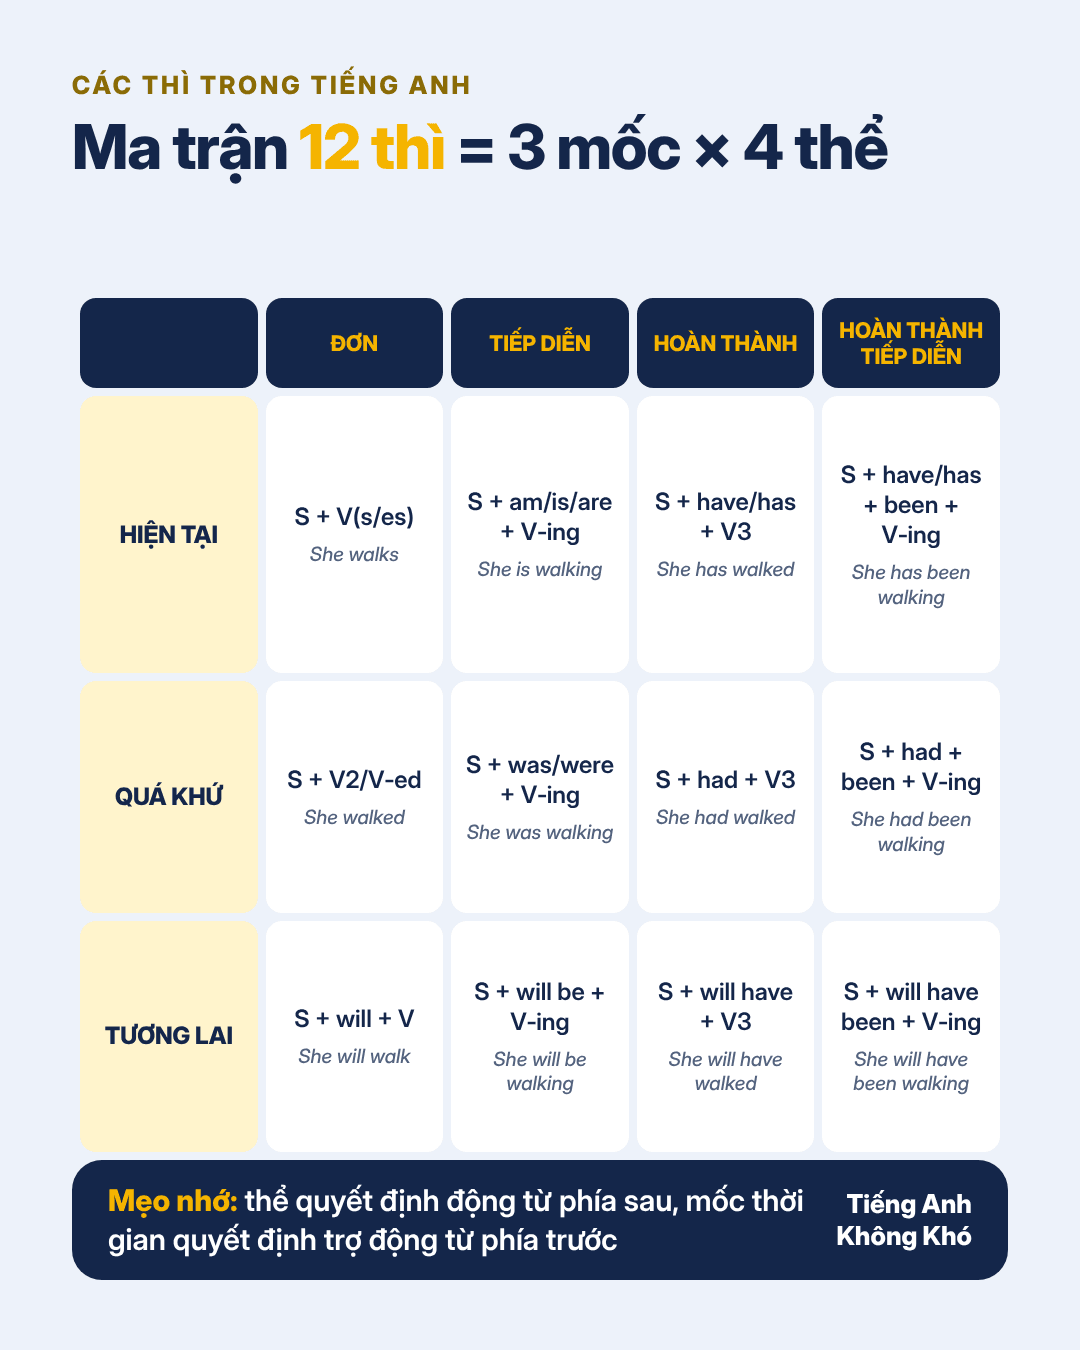 CÁC THÌ TRONG TIẾNG ANH
Ma trận 12 thì = 3 mốc × 4 thể
ĐƠN
TIẾP DIỄN
HOÀN THÀNH
HOÀN THÀNH
TIẾP DIỄN
HIỆN TẠI
S + V(s/es)
She walks
S + am/is/are
+ V-ing
She is walking
S + have/has
+ V3
She has walked
S + have/has
+ been +
V-ing
She has been
walking
QUÁ KHỨ
S + V2/V-ed
She walked
S + was/were
+ V-ing
She was walking
S + had + V3
She had walked
S + had +
been + V-ing
She had been
walking
TƯƠNG LAI
S + will + V
She will walk
S + will be +
V-ing
She will be
walking
S + will have
+ V3
She will have
walked
S + will have
been + V-ing
She will have
been walking
Mẹo nhớ: thể quyết định động từ phía sau, mốc thời
gian quyết định trợ động từ phía trước
Tiếng Anh
Không Khó